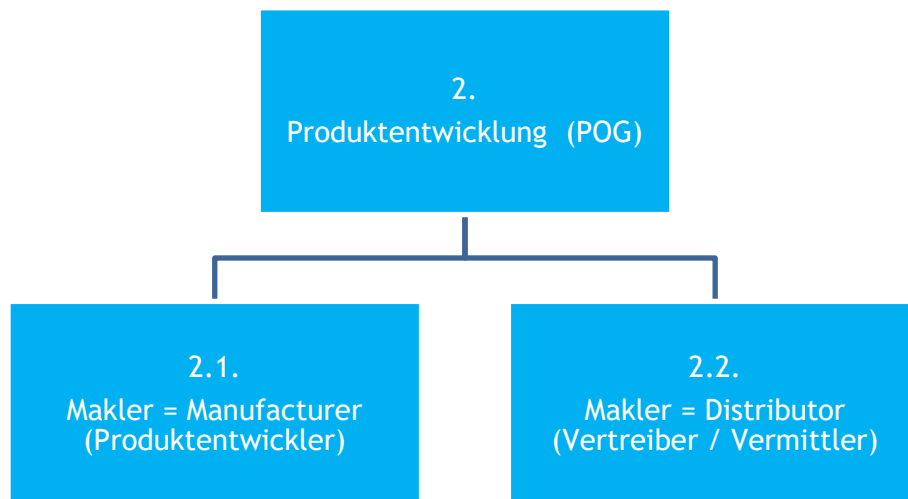 2.
Produktentwicklung (POG)
2.1.
Makler = Manufacturer
(Produktentwickler)
2.2.
Makler = Distributor
(Vertreiber / Vermittler)